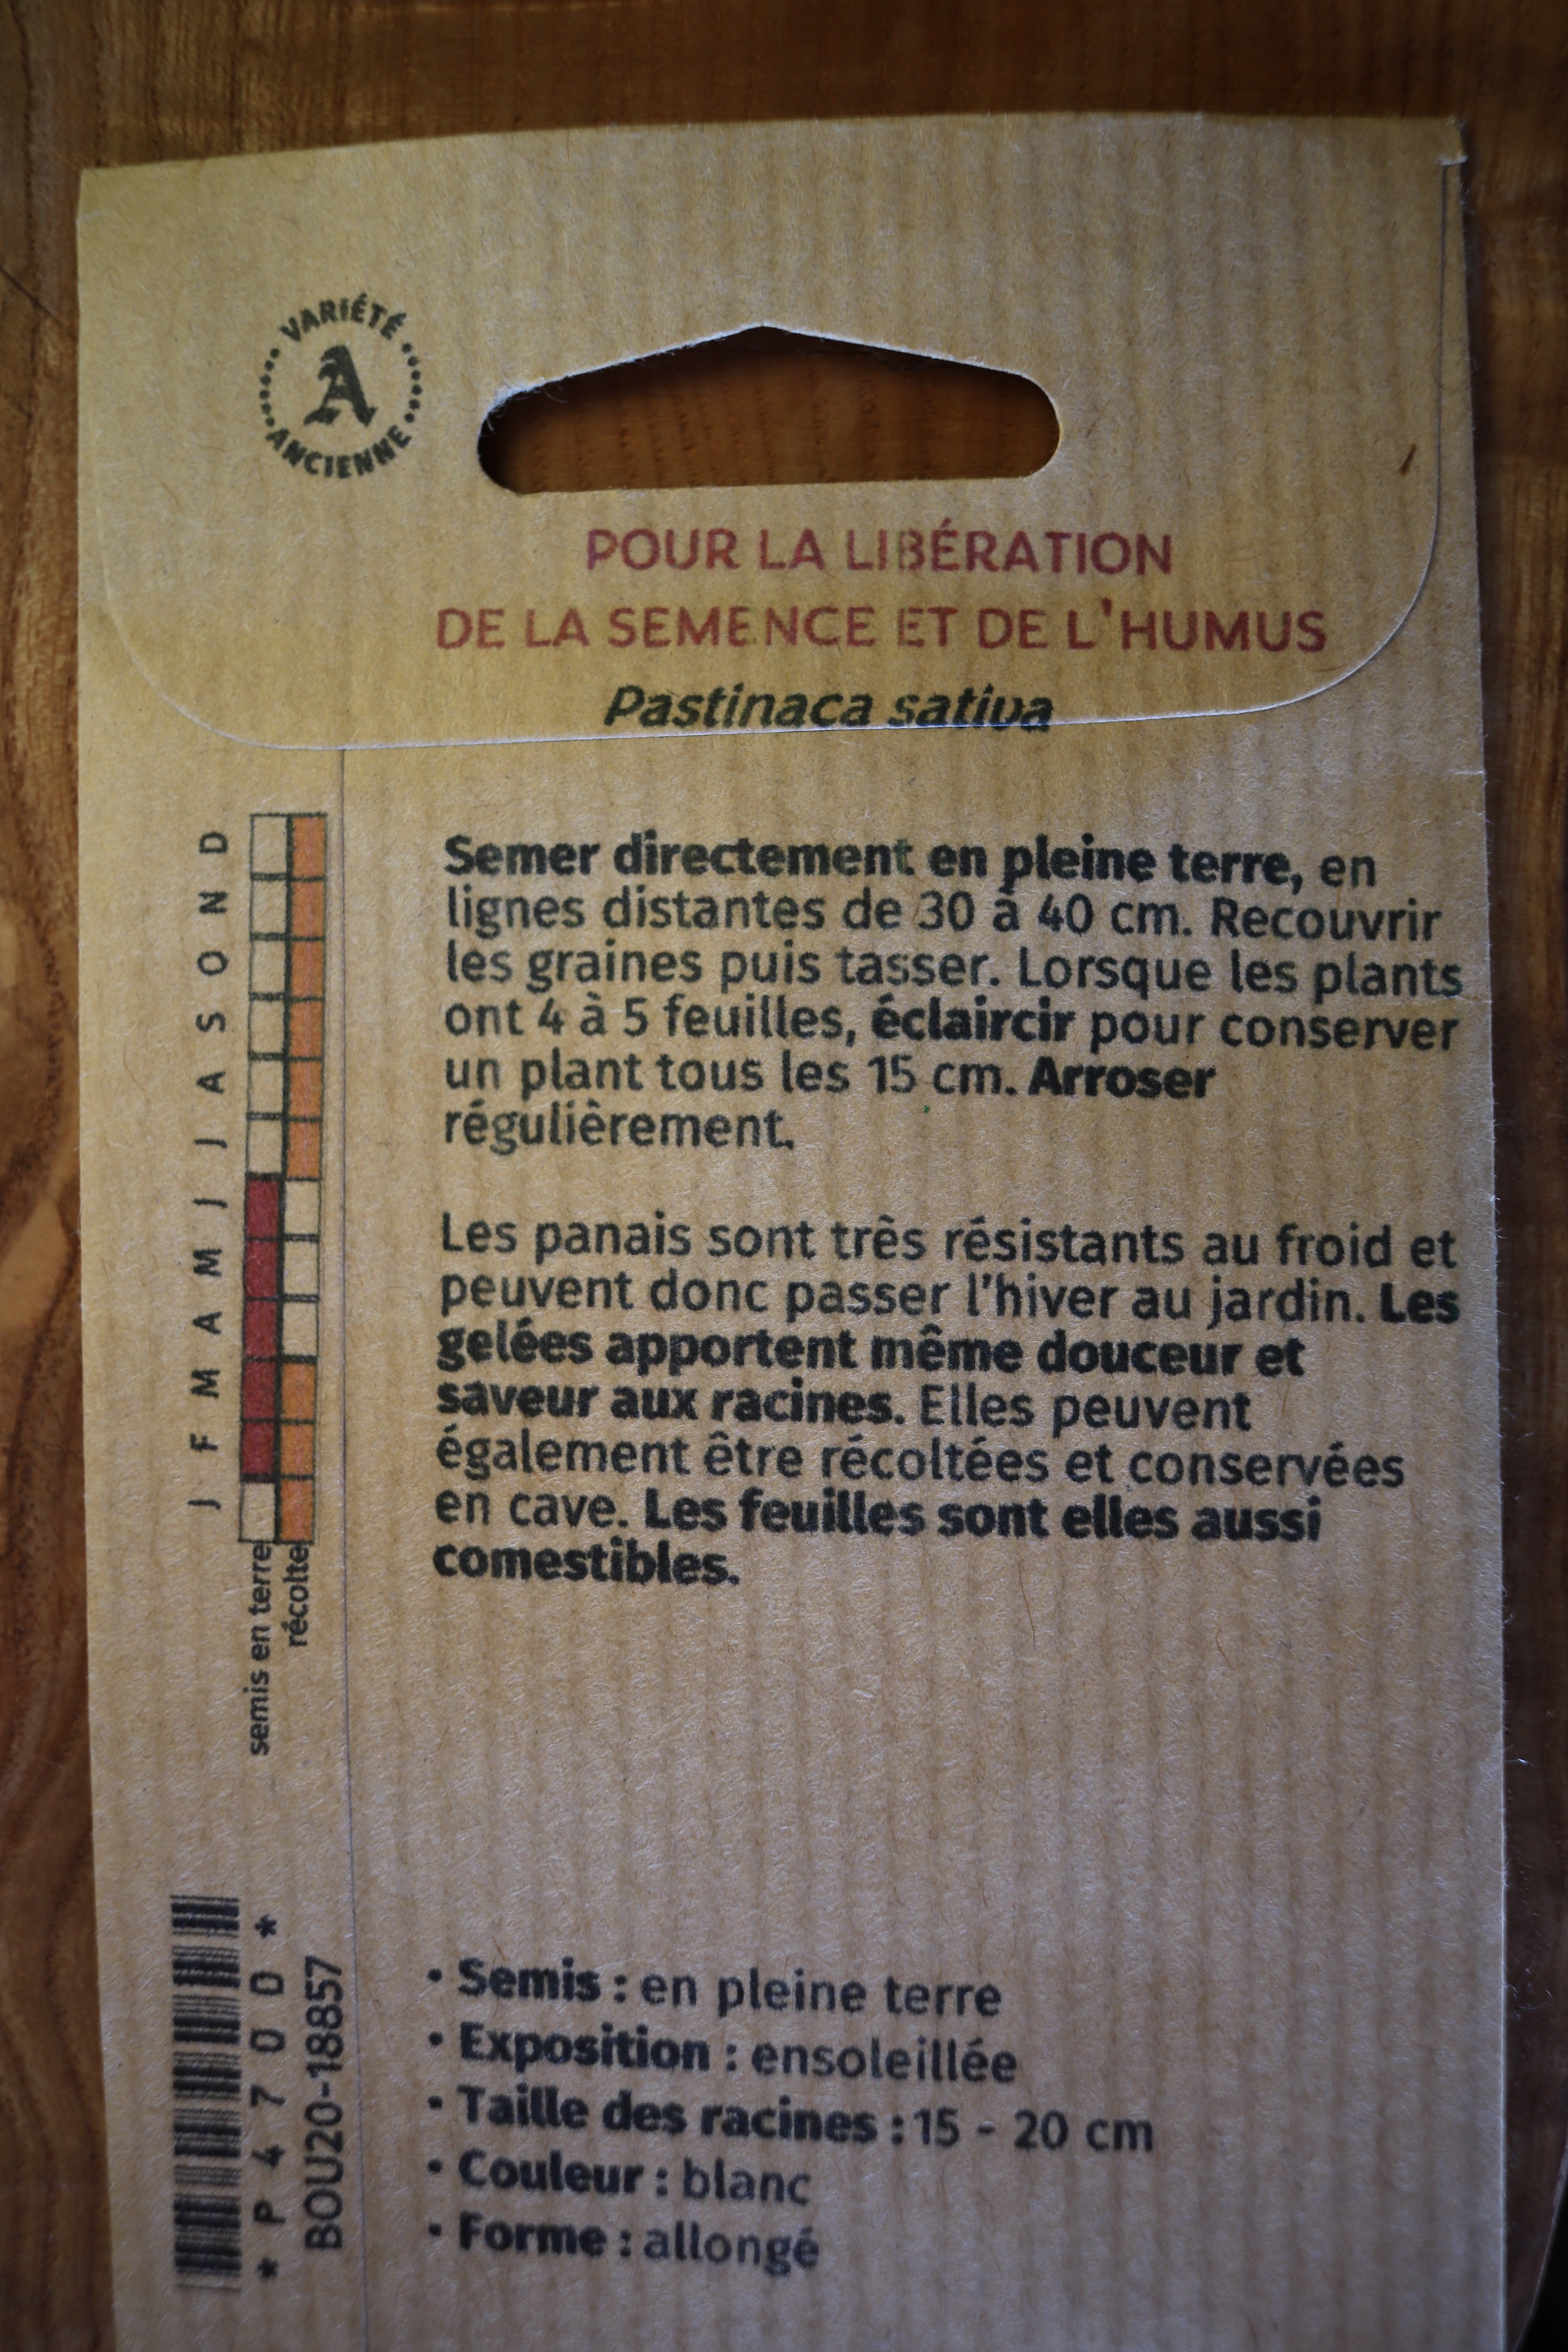 VARIÉTÉ
A
ANCIENNE
POUR LA LIBÉRATION
DE LA SEMENCE ET DE L'HUMUS
Pastinaca sativa
Semer directement en pleine terre, en
lignes distantes de 30 à 40 cm. Recouvrir
les graines puis tasser. Lorsque les plants
ont 4 à 5 feuilles, éclaircir pour conserver
un plant tous les 15 cm. Arroser
régulièrement.
Les panais sont très résistants au froid et
peuvent donc passer l'hiver au jardin. Les
gelées apportent même douceur et
saveur aux racines. Elles peuvent
également être récoltées et conservées
en cave. Les feuilles sont elles aussi
comestibles.
J F M A M J J A S O N D
semis en terre
récolte
* P 4 7 0 0 *
BOU20-18857
• Semis : en pleine terre
• Exposition : ensoleillée
• Taille des racines : 15 - 20 cm
• Couleur : blanc
• Forme : allongé